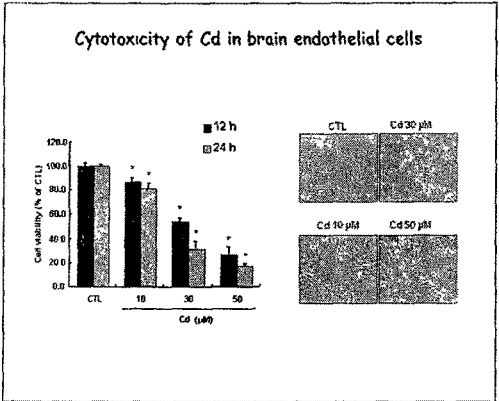 Cytotoxicity of Cd in brain endothelial cells
12 h
24 h
Cell viability (% of CTL)
120.0
100.0
80.0
60.0
40.0
20.0
0.0
* * * * * *
CTL 10 30 50
Cd (µM)
CTL Cd 30 µM
Cd 10 µM Cd 50 µM